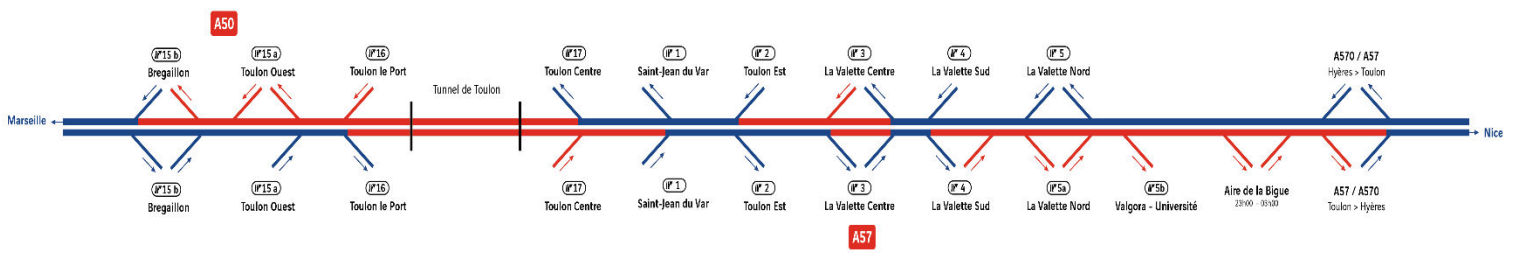 A50
n°15 b
Bregaillon
n°15 a
Toulon Ouest
n°16
Toulon le Port
Tunnel de Toulon
n°17
Toulon Centre
n° 1
Saint-Jean du Var
n° 2
Toulon Est
n° 3
La Valette Centre
n° 4
La Valette Sud
n° 5
La Valette Nord
A570 / A57
Hyères > Toulon
Marseille
Nice
n°15 b
Bregaillon
n°15 a
Toulon Ouest
n°16
Toulon le Port
n°17
Toulon Centre
n° 1
Saint-Jean du Var
n° 2
Toulon Est
n° 3
La Valette Centre
n° 4
La Valette Sud
n°5a
La Valette Nord
n°5b
Valgora - Université
Aire de la Bigue
23h00 - 03h00
A57 / A570
Toulon > Hyères
A57